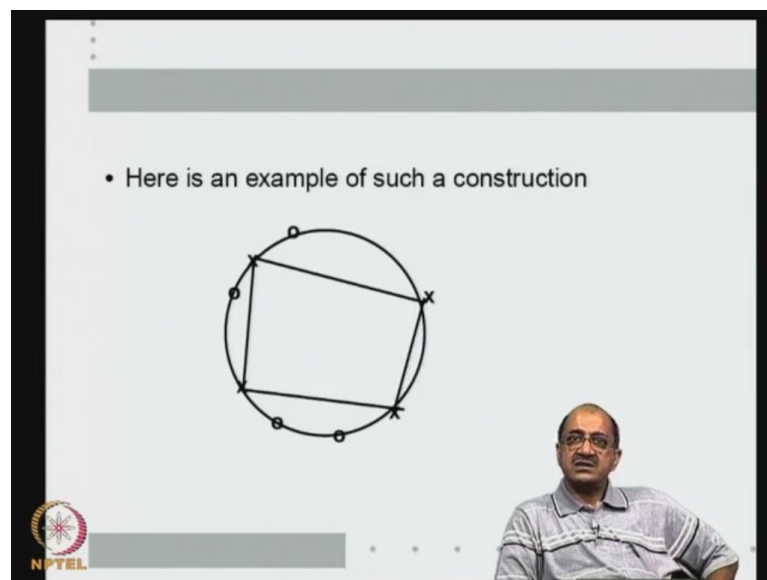 • Here is an example of such a construction
o
x
x
o
x
x
o
o
NPTEL